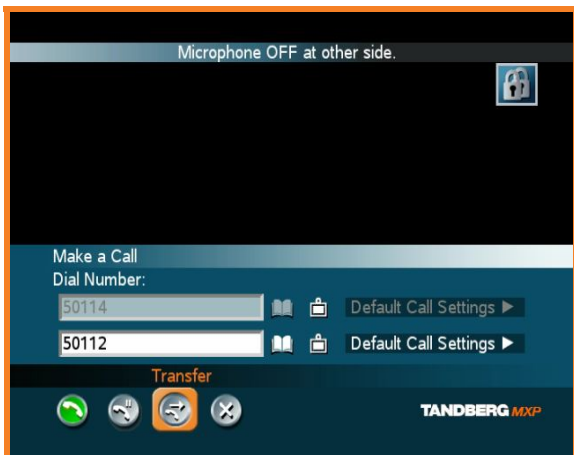 Microphone OFF at other side.
Make a Call
Dial Number:
50114 Default Call Settings ▶
50112 Default Call Settings ▶
Transfer
TANDBERG MXP